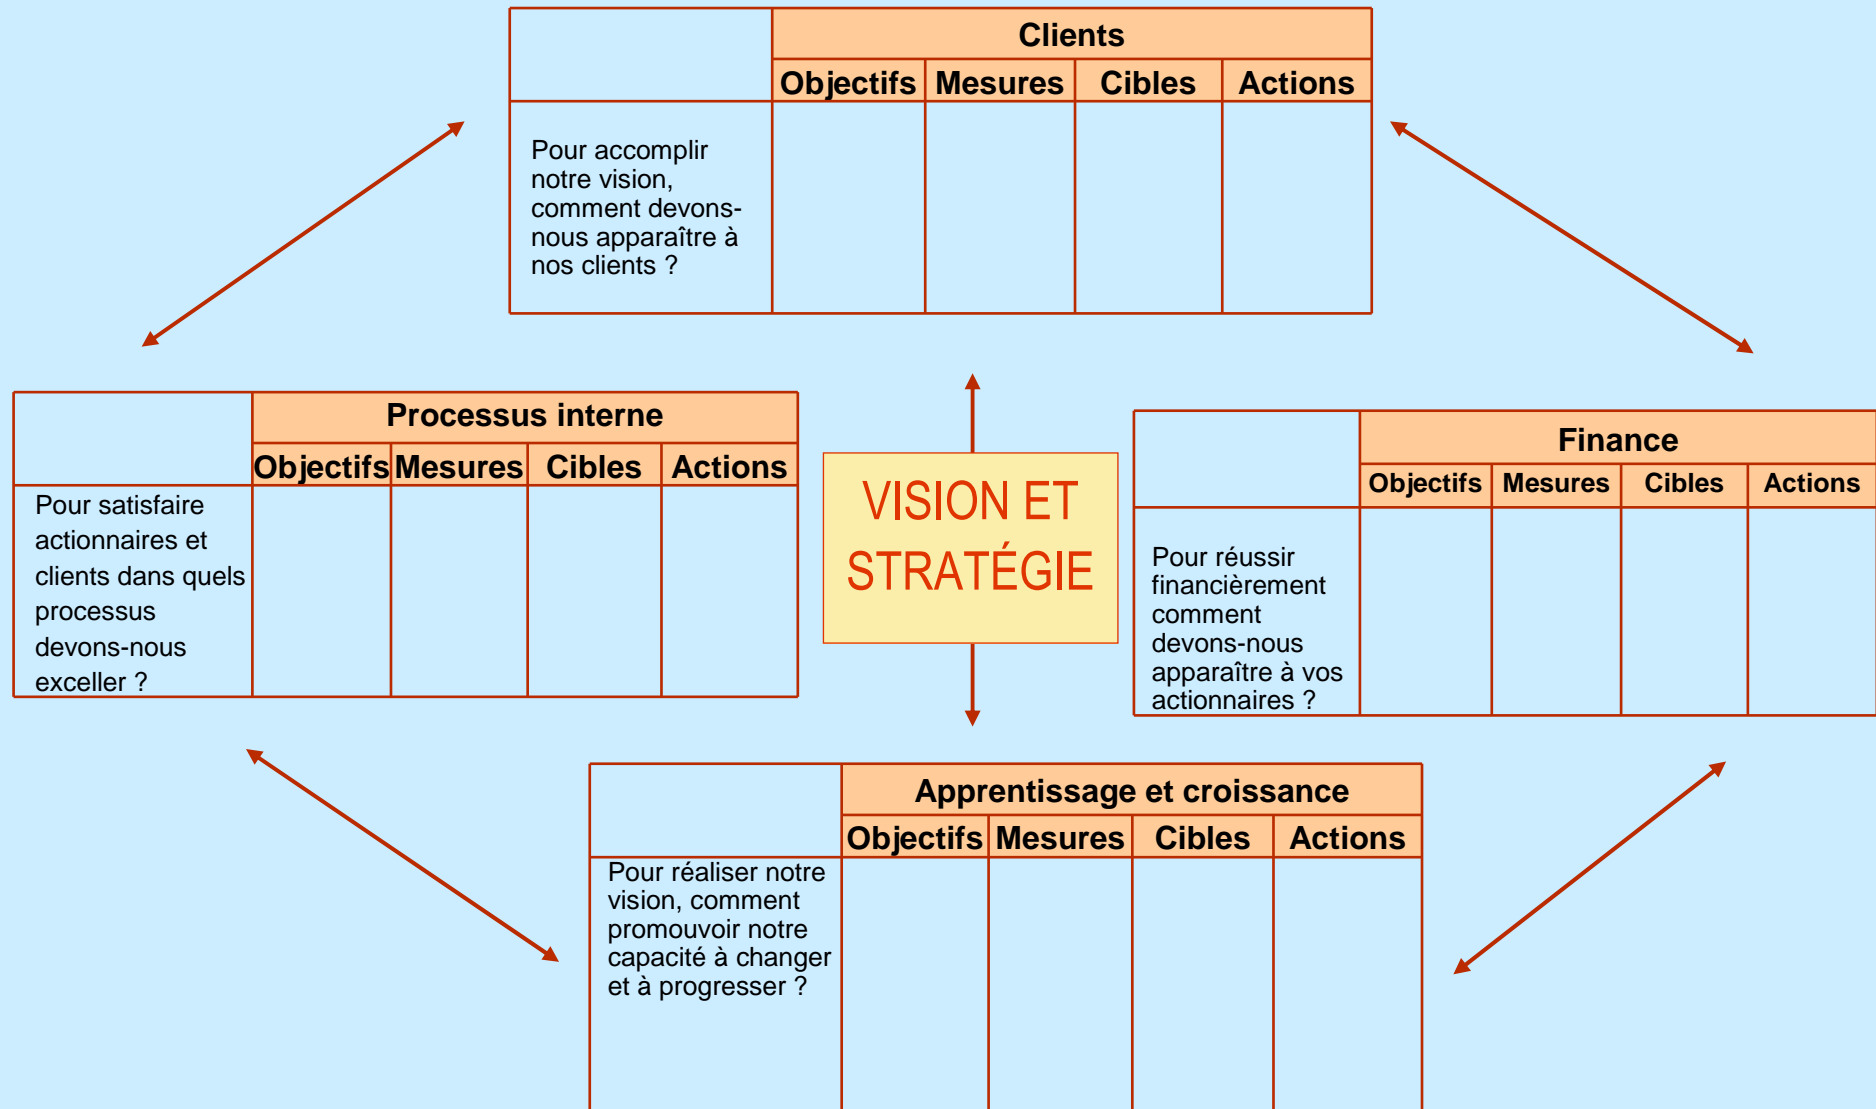 Clients
Objectifs Mesures Cibles Actions
Pour accomplir
notre vision,
comment devons-
nous apparaître à
nos clients ?
Processus interne
Objectifs Mesures Cibles Actions
Pour satisfaire
actionnaires et
clients dans quels
processus
devons-nous
exceller ?
VISION ET
STRATÉGIE
Finance
Objectifs Mesures Cibles Actions
Pour réussir
financièrement
comment
devons-nous
apparaître à vos
actionnaires ?
Apprentissage et croissance
Objectifs Mesures Cibles Actions
Pour réaliser notre
vision, comment
promouvoir notre
capacité à changer
et à progresser ?